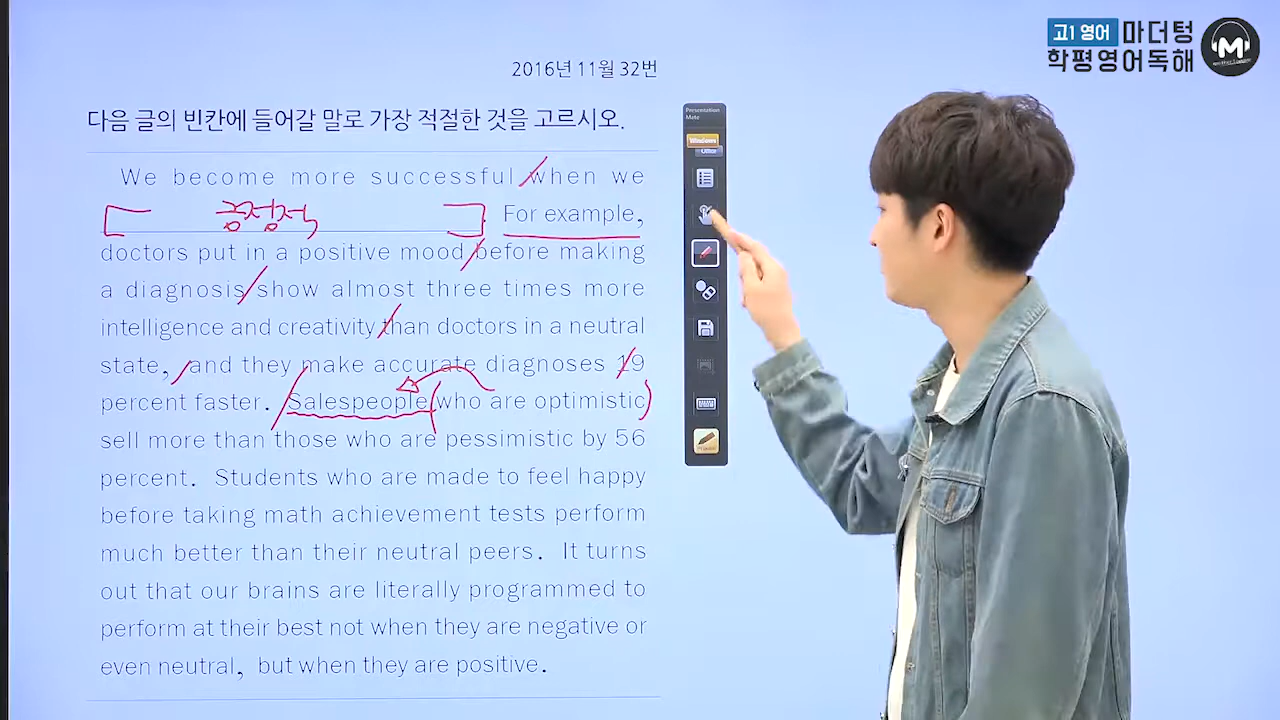 고1 영어 마더텅
학평영어독해
M
2016년 11월 32번
다음 글의 빈칸에 들어갈 말로 가장 적절한 것을 고르시오.
We become more successful when we
긍정적 . For example,
doctors put in a positive mood before making
a diagnosis show almost three times more
intelligence and creativity than doctors in a neutral
state, and they make accurate diagnoses 19
percent faster. Salespeople who are optimistic
sell more than those who are pessimistic by 56
percent. Students who are made to feel happy
before taking math achievement tests perform
much better than their neutral peers. It turns
out that our brains are literally programmed to
perform at their best not when they are negative or
even neutral, but when they are positive.
Presentation
Mate
Windows